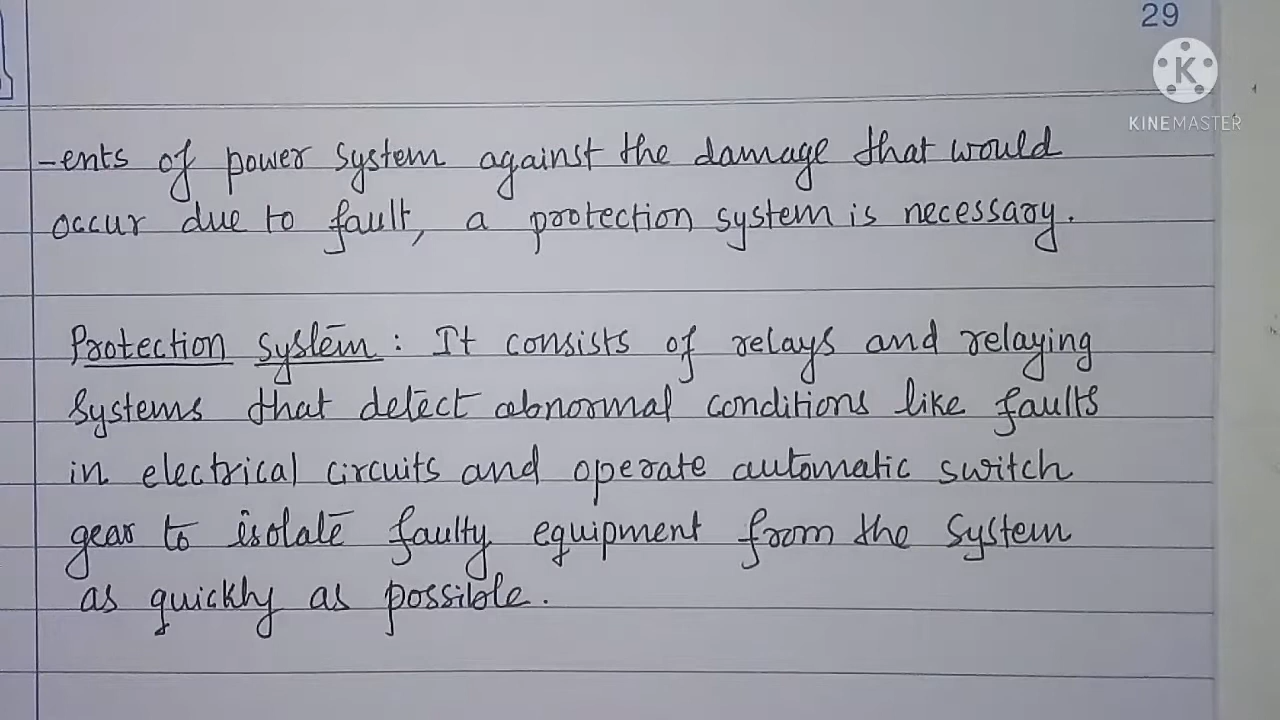 29
K
KINEMASTER
-ents of power system against the damage that would
occur due to fault, a protection system is necessary.
Protection system : It consists of relays and relaying
systems that detect abnormal conditions like faults
in electrical circuits and operate automatic switch
gear to isolate faulty equipment from the system
as quickly as possible.